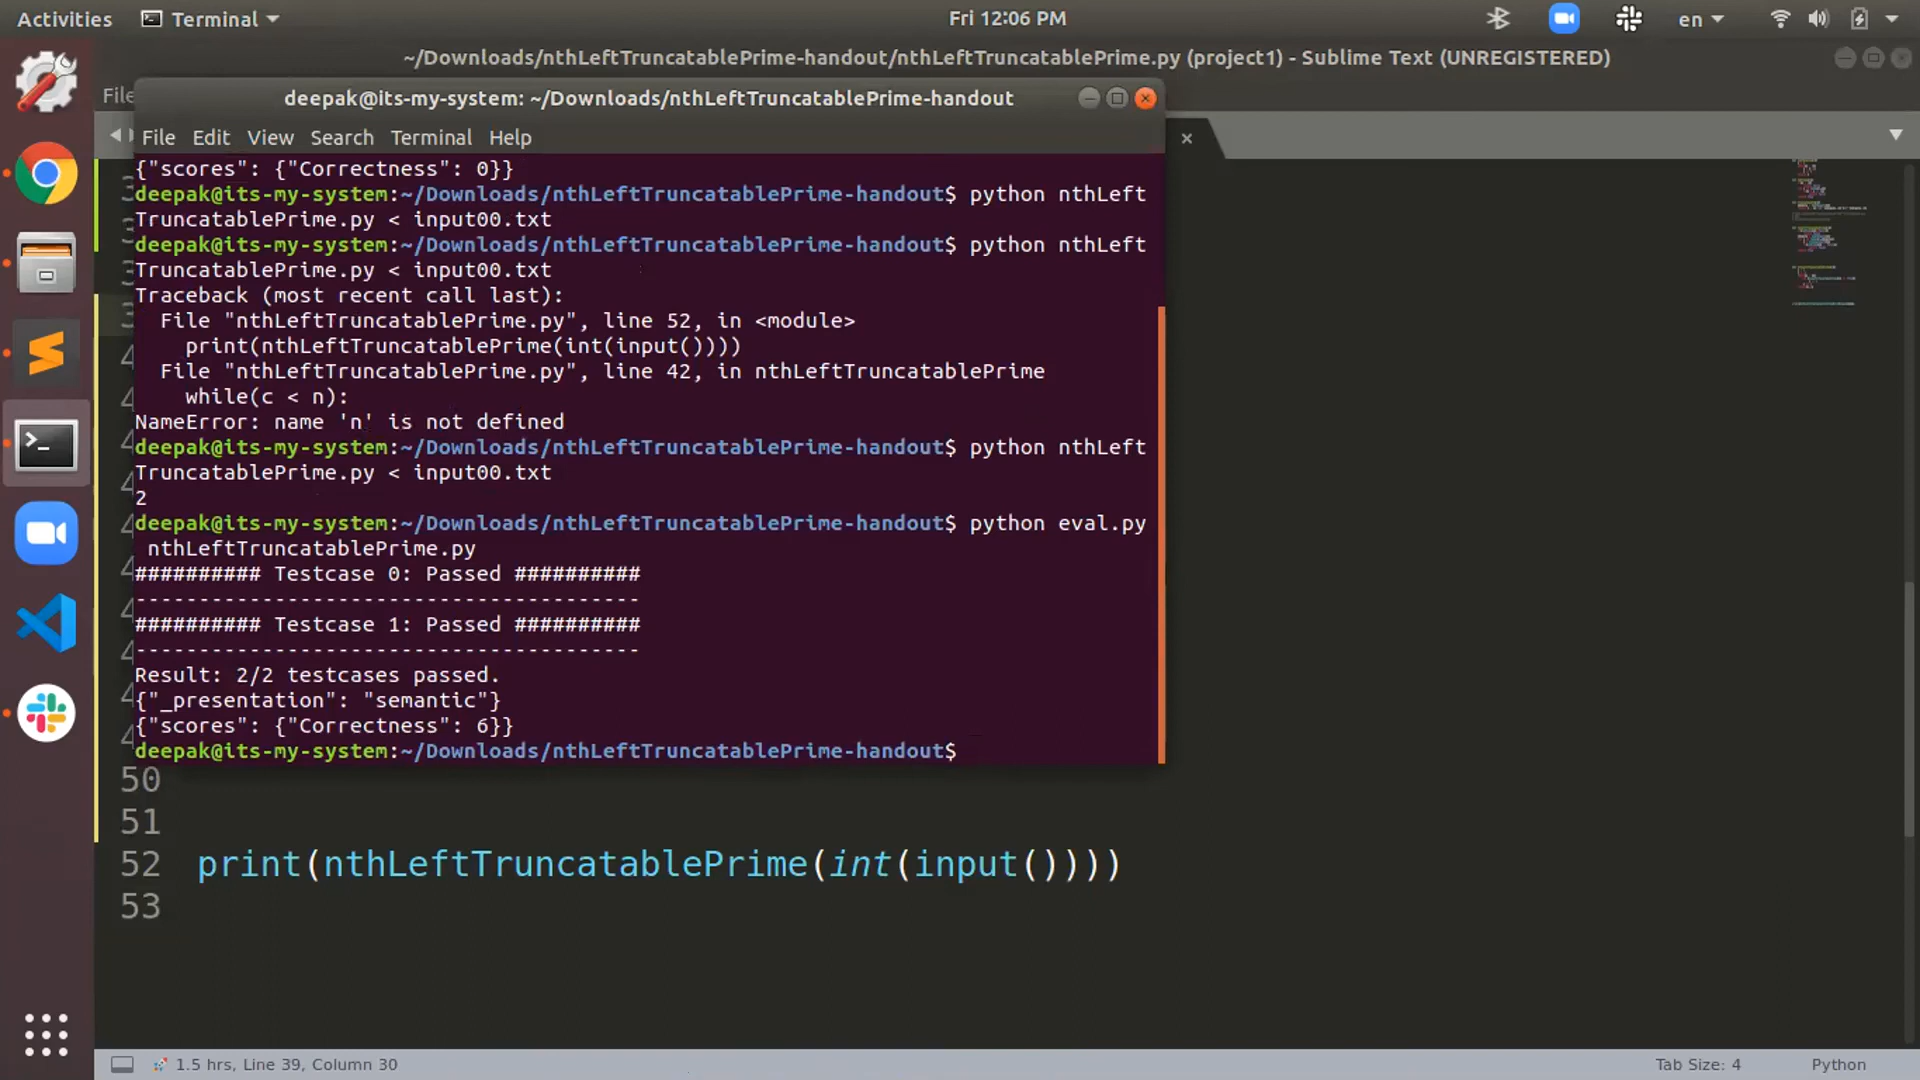 Activities
Terminal
Fri 12:06 PM
en
~/Downloads/nthLeftTruncatablePrime-handout/nthLeftTruncatablePrime.py (project1) - Sublime Text (UNREGISTERED)
File
deepak@its-my-system: ~/Downloads/nthLeftTruncatablePrime-handout
File Edit View Search Terminal Help
{"scores": {"Correctness": 0}}
deepak@its-my-system:~/Downloads/nthLeftTruncatablePrime-handout$ python nthLeft
TruncatablePrime.py < input00.txt
deepak@its-my-system:~/Downloads/nthLeftTruncatablePrime-handout$ python nthLeft
TruncatablePrime.py < input00.txt
Traceback (most recent call last):
  File "nthLeftTruncatablePrime.py", line 52, in <module>
    print(nthLeftTruncatablePrime(int(input())))
  File "nthLeftTruncatablePrime.py", line 42, in nthLeftTruncatablePrime
    while(c < n):
NameError: name 'n' is not defined
deepak@its-my-system:~/Downloads/nthLeftTruncatablePrime-handout$ python nthLeft
TruncatablePrime.py < input00.txt
2
deepak@its-my-system:~/Downloads/nthLeftTruncatablePrime-handout$ python eval.py
 nthLeftTruncatablePrime.py
########## Testcase 0: Passed ##########
----------------------------------------
########## Testcase 1: Passed ##########
----------------------------------------
Result: 2/2 testcases passed.
{"_presentation": "semantic"}
{"scores": {"Correctness": 6}}
deepak@its-my-system:~/Downloads/nthLeftTruncatablePrime-handout$
50
51
52 print(nthLeftTruncatablePrime(int(input())))
53
1.5 hrs, Line 39, Column 30
Tab Size: 4
Python